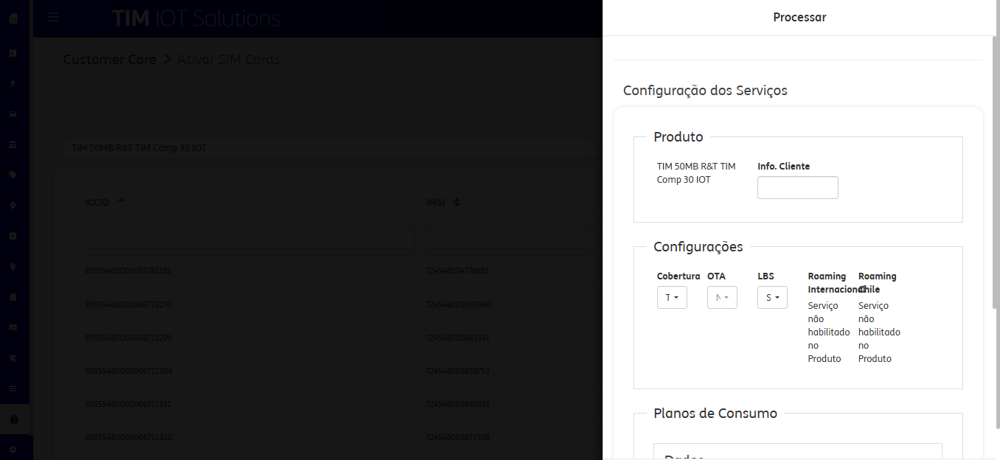 TIM IOT Solutions
Processar
Customer Care > Ativar SIM Cards
Configuração dos Serviços
TIM 50MB R&T TIM Comp 30 IOT
Produto
TIM 50MB R&T TIM
Comp 30 IOT
Info. Cliente
ICCID
IMSI
89555480000057782381
724548004776851
89555480000066712270
724548005655990
89555480000066712296
724548005661341
89555480000066712304
724548005659753
89555480000066712312
724548005661691
89555480000066712320
724548005671338
Configurações
Cobertura
T
OTA
N
LBS
S
Roaming
Internacional
Serviço
não
habilitado
no
Produto
Roaming
Chile
Serviço
não
habilitado
no
Produto
Planos de Consumo
Dados